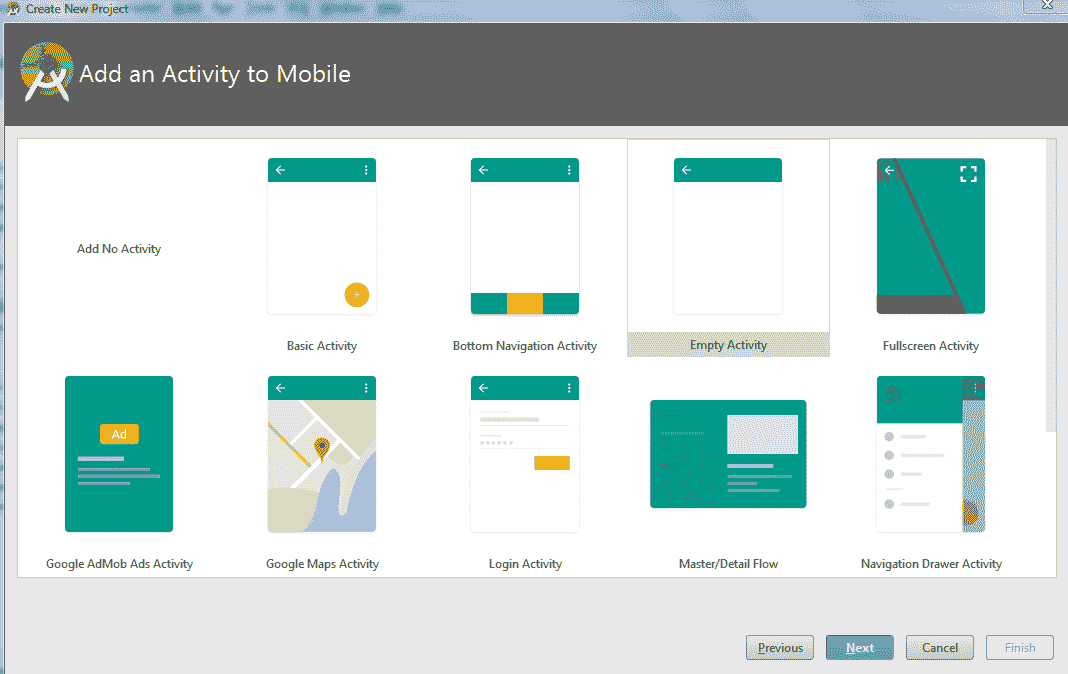 Create New Project
Add an Activity to Mobile
Add No Activity
Basic Activity
Bottom Navigation Activity
Empty Activity
Fullscreen Activity
Ad
Google AdMob Ads Activity
Google Maps Activity
Login Activity
Master/Detail Flow
Navigation Drawer Activity
Previous
Next
Cancel
Finish